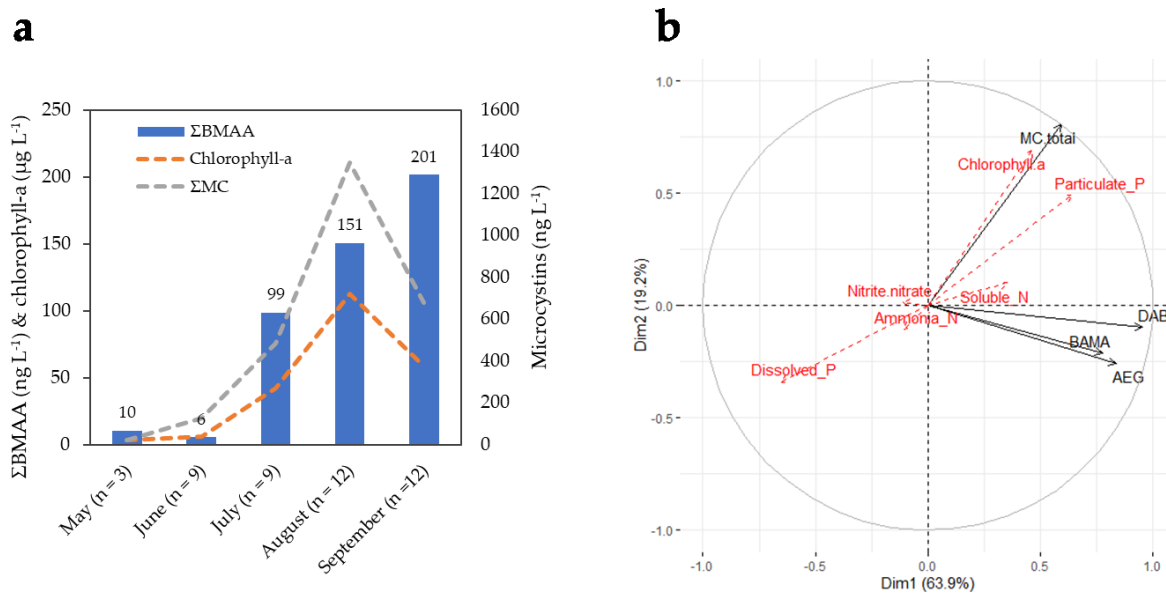 a
ΣBMAA (ng L-1) & chlorophyll-a (µg L-1)
250
200
150
100
50
0
ΣBMAA
Chlorophyll-a
ΣMC
10
6
99
151
201
1600
1400
1200
1000
800
600
400
200
0
Microcystins (ng L-1)
May (n = 3)
June (n = 9)
July (n = 9)
August (n = 12)
September (n =12)
b
Dim2 (19.2%)
1.0
0.5
0.0
-0.5
-1.0
MC.total
Chlorophyll.a
Particulate_P
Nitrite.nitrate
Soluble_N
Ammonia_N
DAB
BAMA
AEG
Dissolved_P
-1.0
-0.5
0.0
0.5
1.0
Dim1 (63.9%)